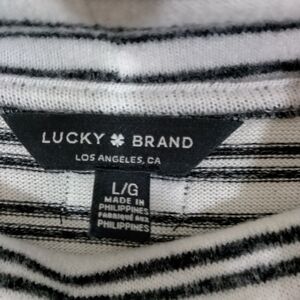 LUCKY BRAND
LOS ANGELES, CA
L/G
MADE IN
PHILIPPINES
FABRIQUÉ AUX
PHILIPPINES